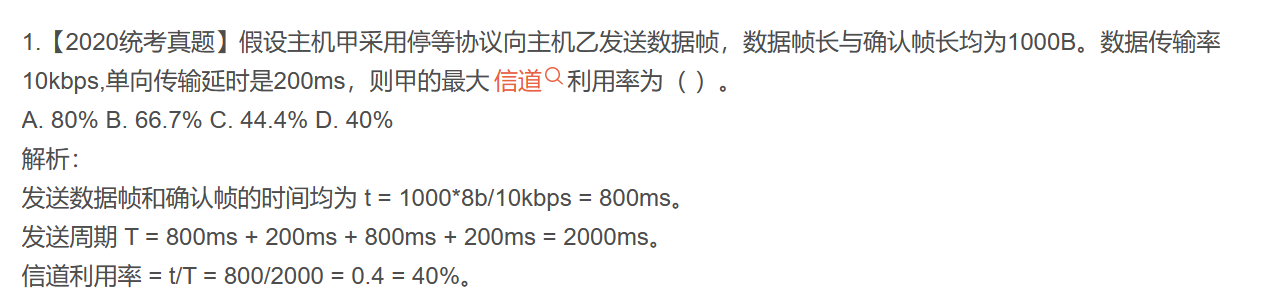 1.【2020统考真题】假设主机甲采用停等协议向主机乙发送数据帧，数据帧长与确认帧长均为1000B。数据传输率
10kbps,单向传输延时是200ms，则甲的最大 信道 利用率为（ ）。
A. 80% B. 66.7% C. 44.4% D. 40%
解析：
发送数据帧和确认帧的时间均为 t = 1000*8b/10kbps = 800ms。
发送周期 T = 800ms + 200ms + 800ms + 200ms = 2000ms。
信道利用率 = t/T = 800/2000 = 0.4 = 40%。